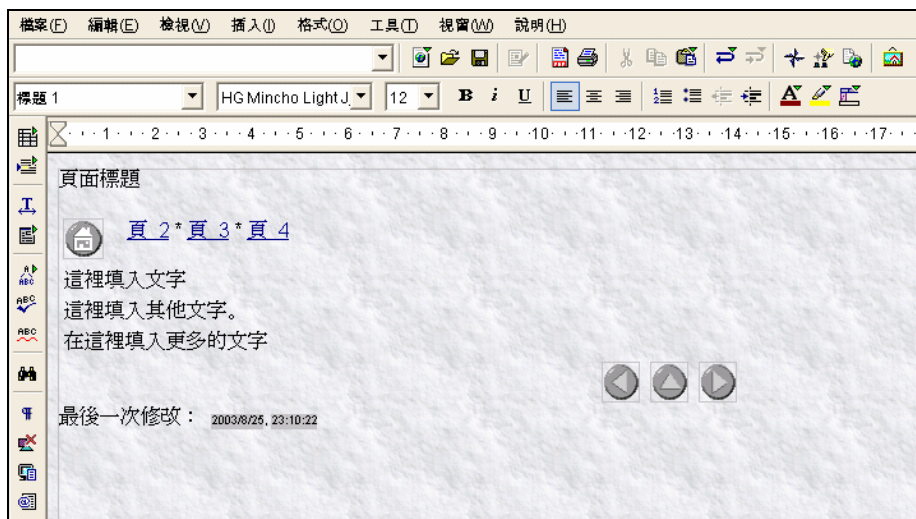 檔案(F) 編輯(E) 檢視(V) 插入(I) 格式(O) 工具(T) 視窗(W) 說明(H)
標題 1 HG Mincho Light J 12 B i U A
1 2 3 4 5 6 7 8 9 10 11 12 13 14 15 16 17
頁面標題
頁 2*頁 3*頁 4
這裡填入文字
這裡填入其他文字。
在這裡填入更多的文字
最後一次修改： 2003/8/25, 23:10:22
ABC
ABC